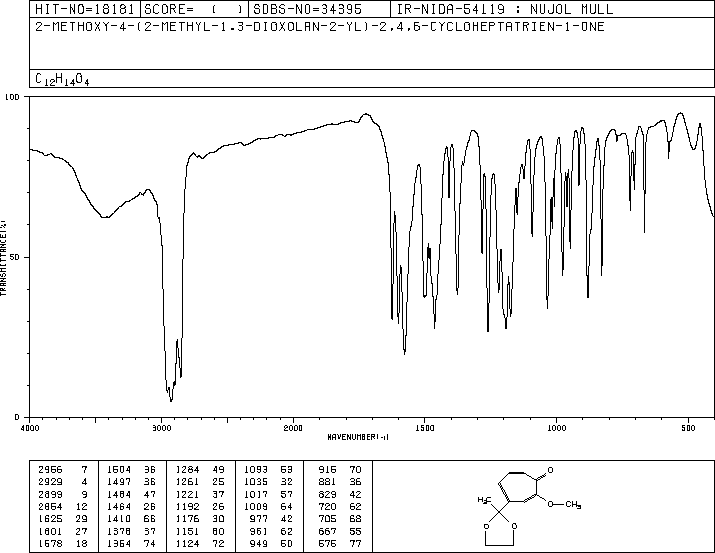 HIT-NO=18181 SCORE= ( ) SDBS-NO=34395 IR-NIDA-54119 : NUJOL MULL
2-METHOXY-4-(2-METHYL-1,3-DIOXOLAN-2-YL)-2,4,6-CYCLOHEPTATRIEN-1-ONE
C12H14O4
100
50
0
TRANSMITTANCE(%)
4000 3000 2000 1500 1000 500
WAVENUMBER(-1)
2956 7 1504 36 1284 49 1093 53 916 70
2929 4 1497 36 1261 25 1035 32 881 36
2899 9 1484 47 1221 37 1017 57 829 42
2854 12 1464 26 1192 26 1009 64 720 62
1625 29 1410 66 1176 30 977 42 705 68
1601 27 1378 37 1151 60 961 62 667 55
1578 18 1364 74 1124 72 949 50 576 77
O
H3C
O CH3
O O